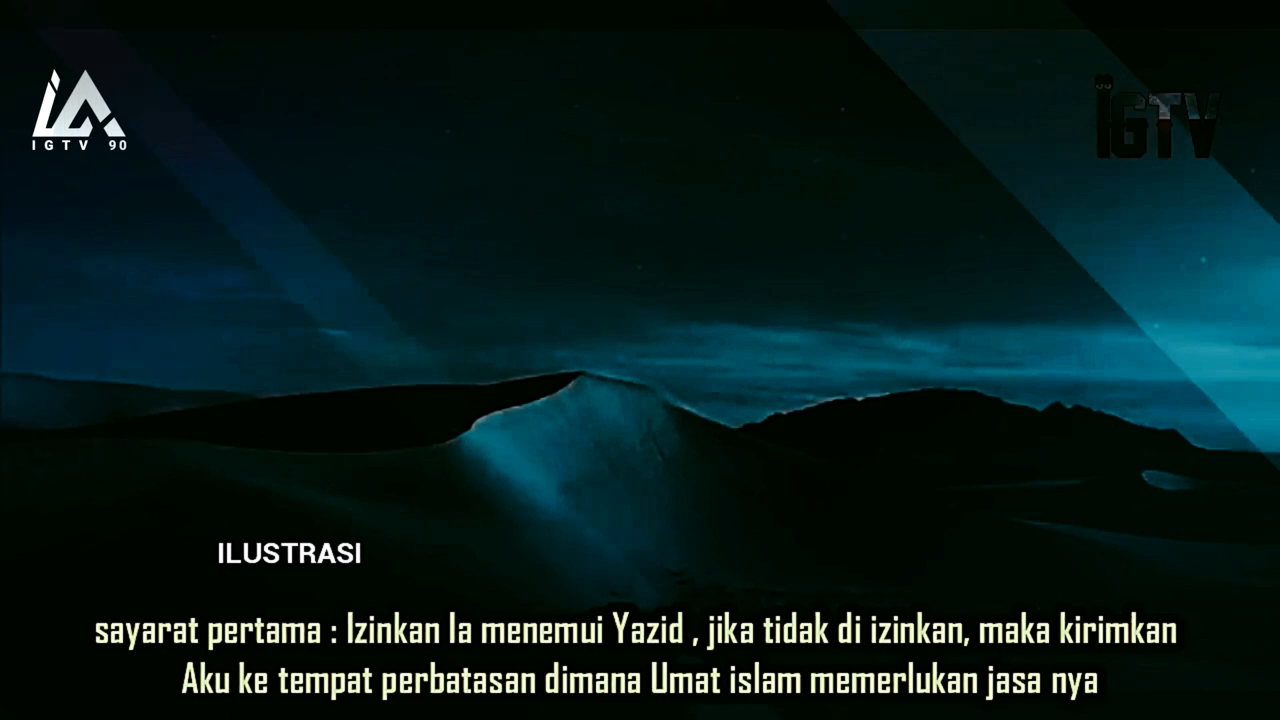 IGTV 90
IGTV
ILUSTRASI
sayarat pertama : Izinkan Ia menemui Yazid , jika tidak di izinkan, maka kirimkan
Aku ke tempat perbatasan dimana Umat islam memerlukan jasa nya